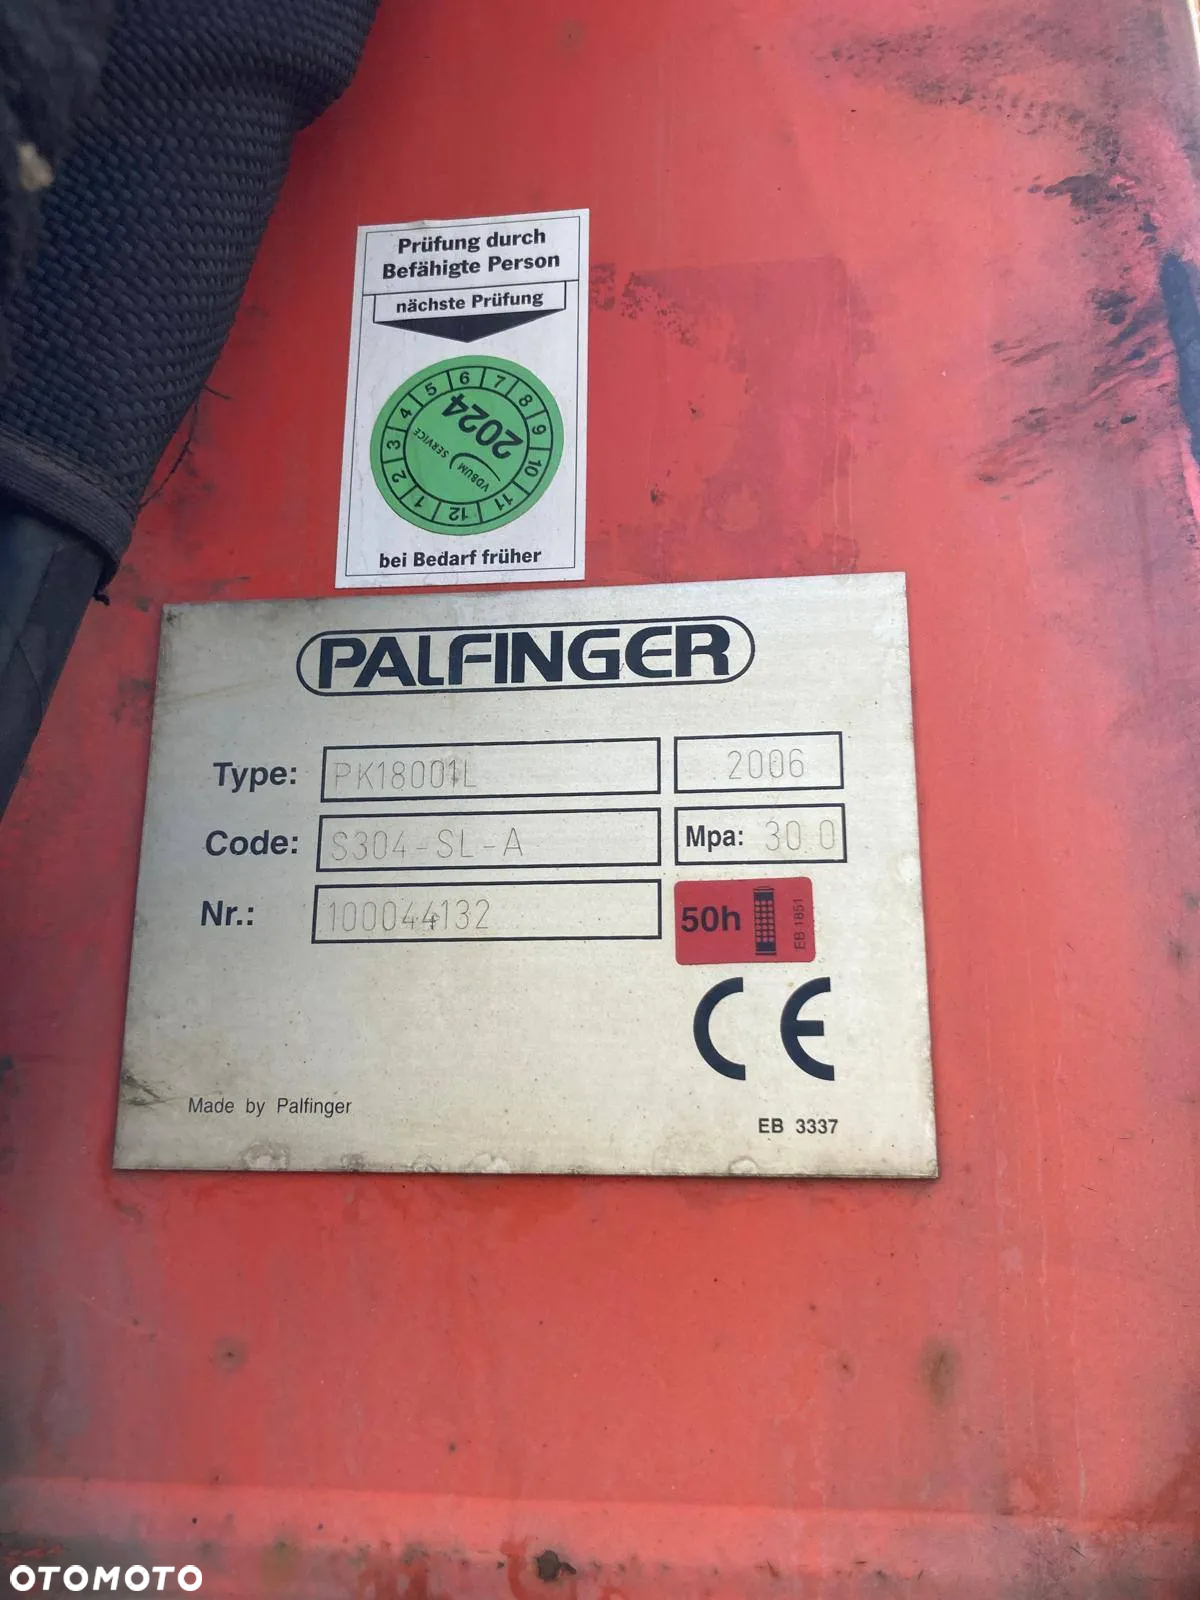 Prüfung durch
Befähigte Person
nächste Prüfung
1 2 3 4 5 6 7 8 9 10 11 12
2024
VDBUM SERVICE
bei Bedarf früher
PALFINGER
Type: PK18001L 2006
Code: S304-SL-A Mpa: 30 0
Nr.: 100044132 50h EB 1851
CE
Made by Palfinger
EB 3337
OTOMOTO